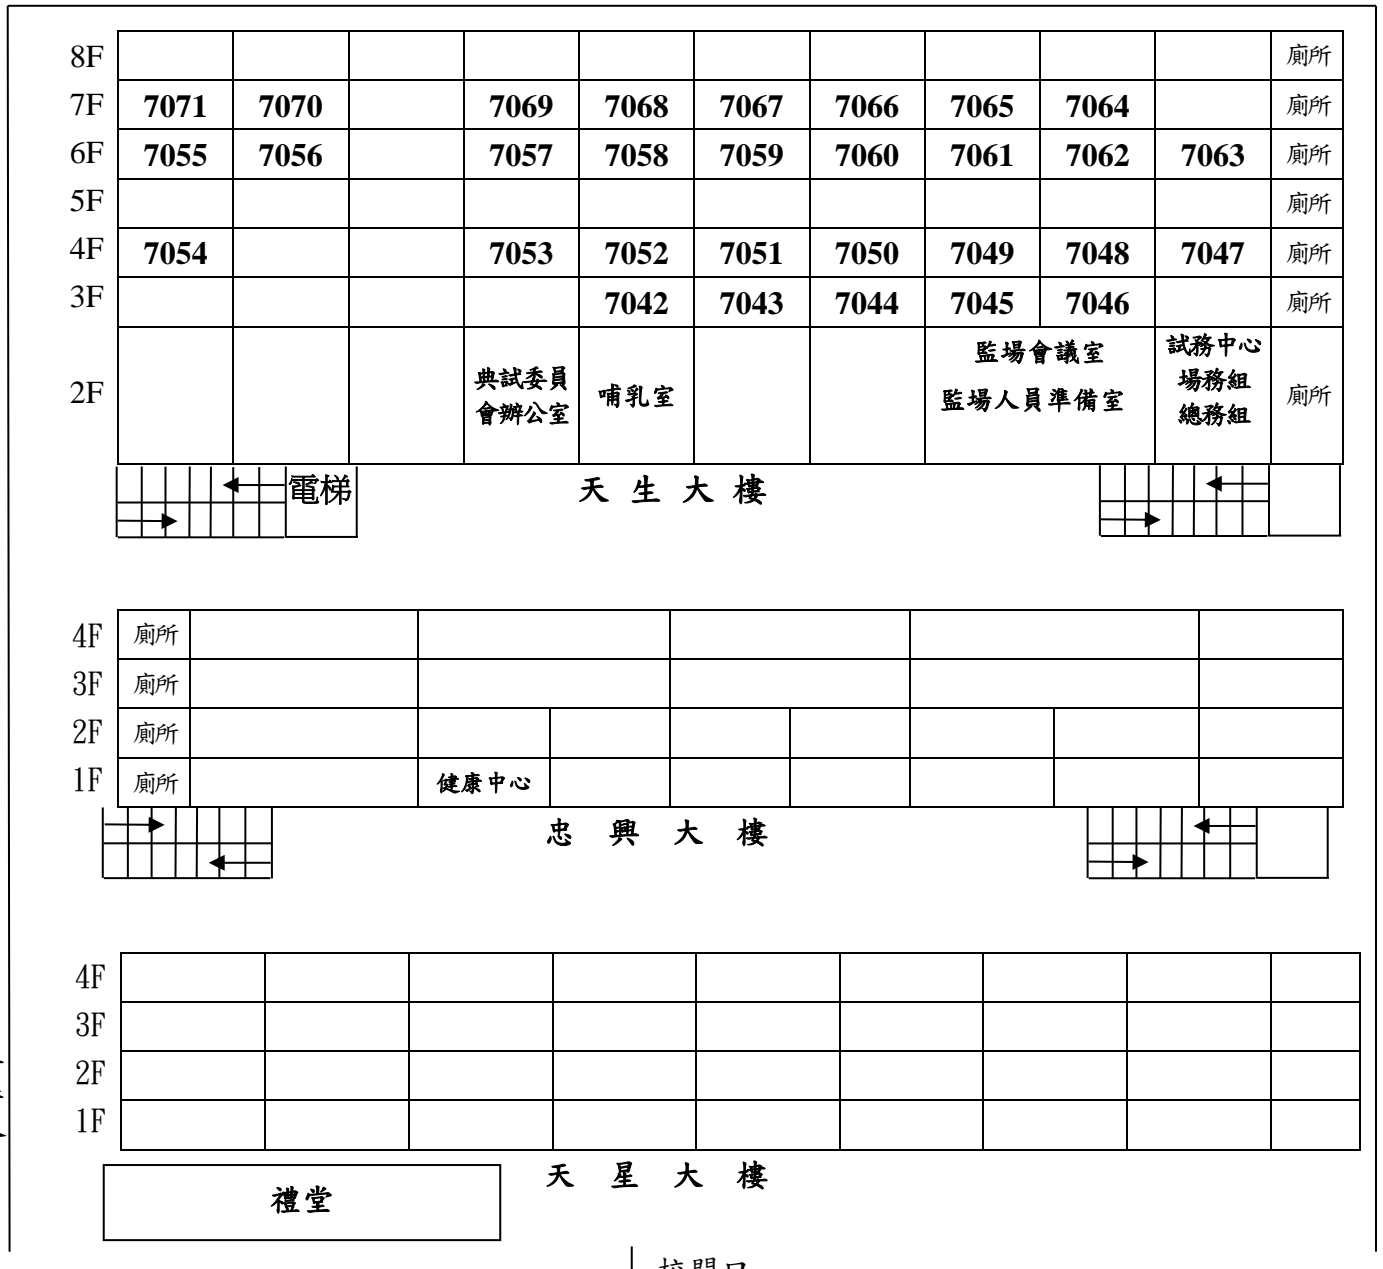 8F 廁所
7F 7071 7070 7069 7068 7067 7066 7065 7064 廁所
6F 7055 7056 7057 7058 7059 7060 7061 7062 7063 廁所
5F 廁所
4F 7054 7053 7052 7051 7050 7049 7048 7047 廁所
3F 7042 7043 7044 7045 7046 廁所
2F
典試委員
會辦公室
哺乳室
監場會議室
監場人員準備室
試務中心
場務組
總務組
廁所
電梯
天生大樓
4F 廁所
3F 廁所
2F 廁所
1F 廁所 健康中心
忠興大樓
4F
3F
2F
1F
天星大樓
禮堂